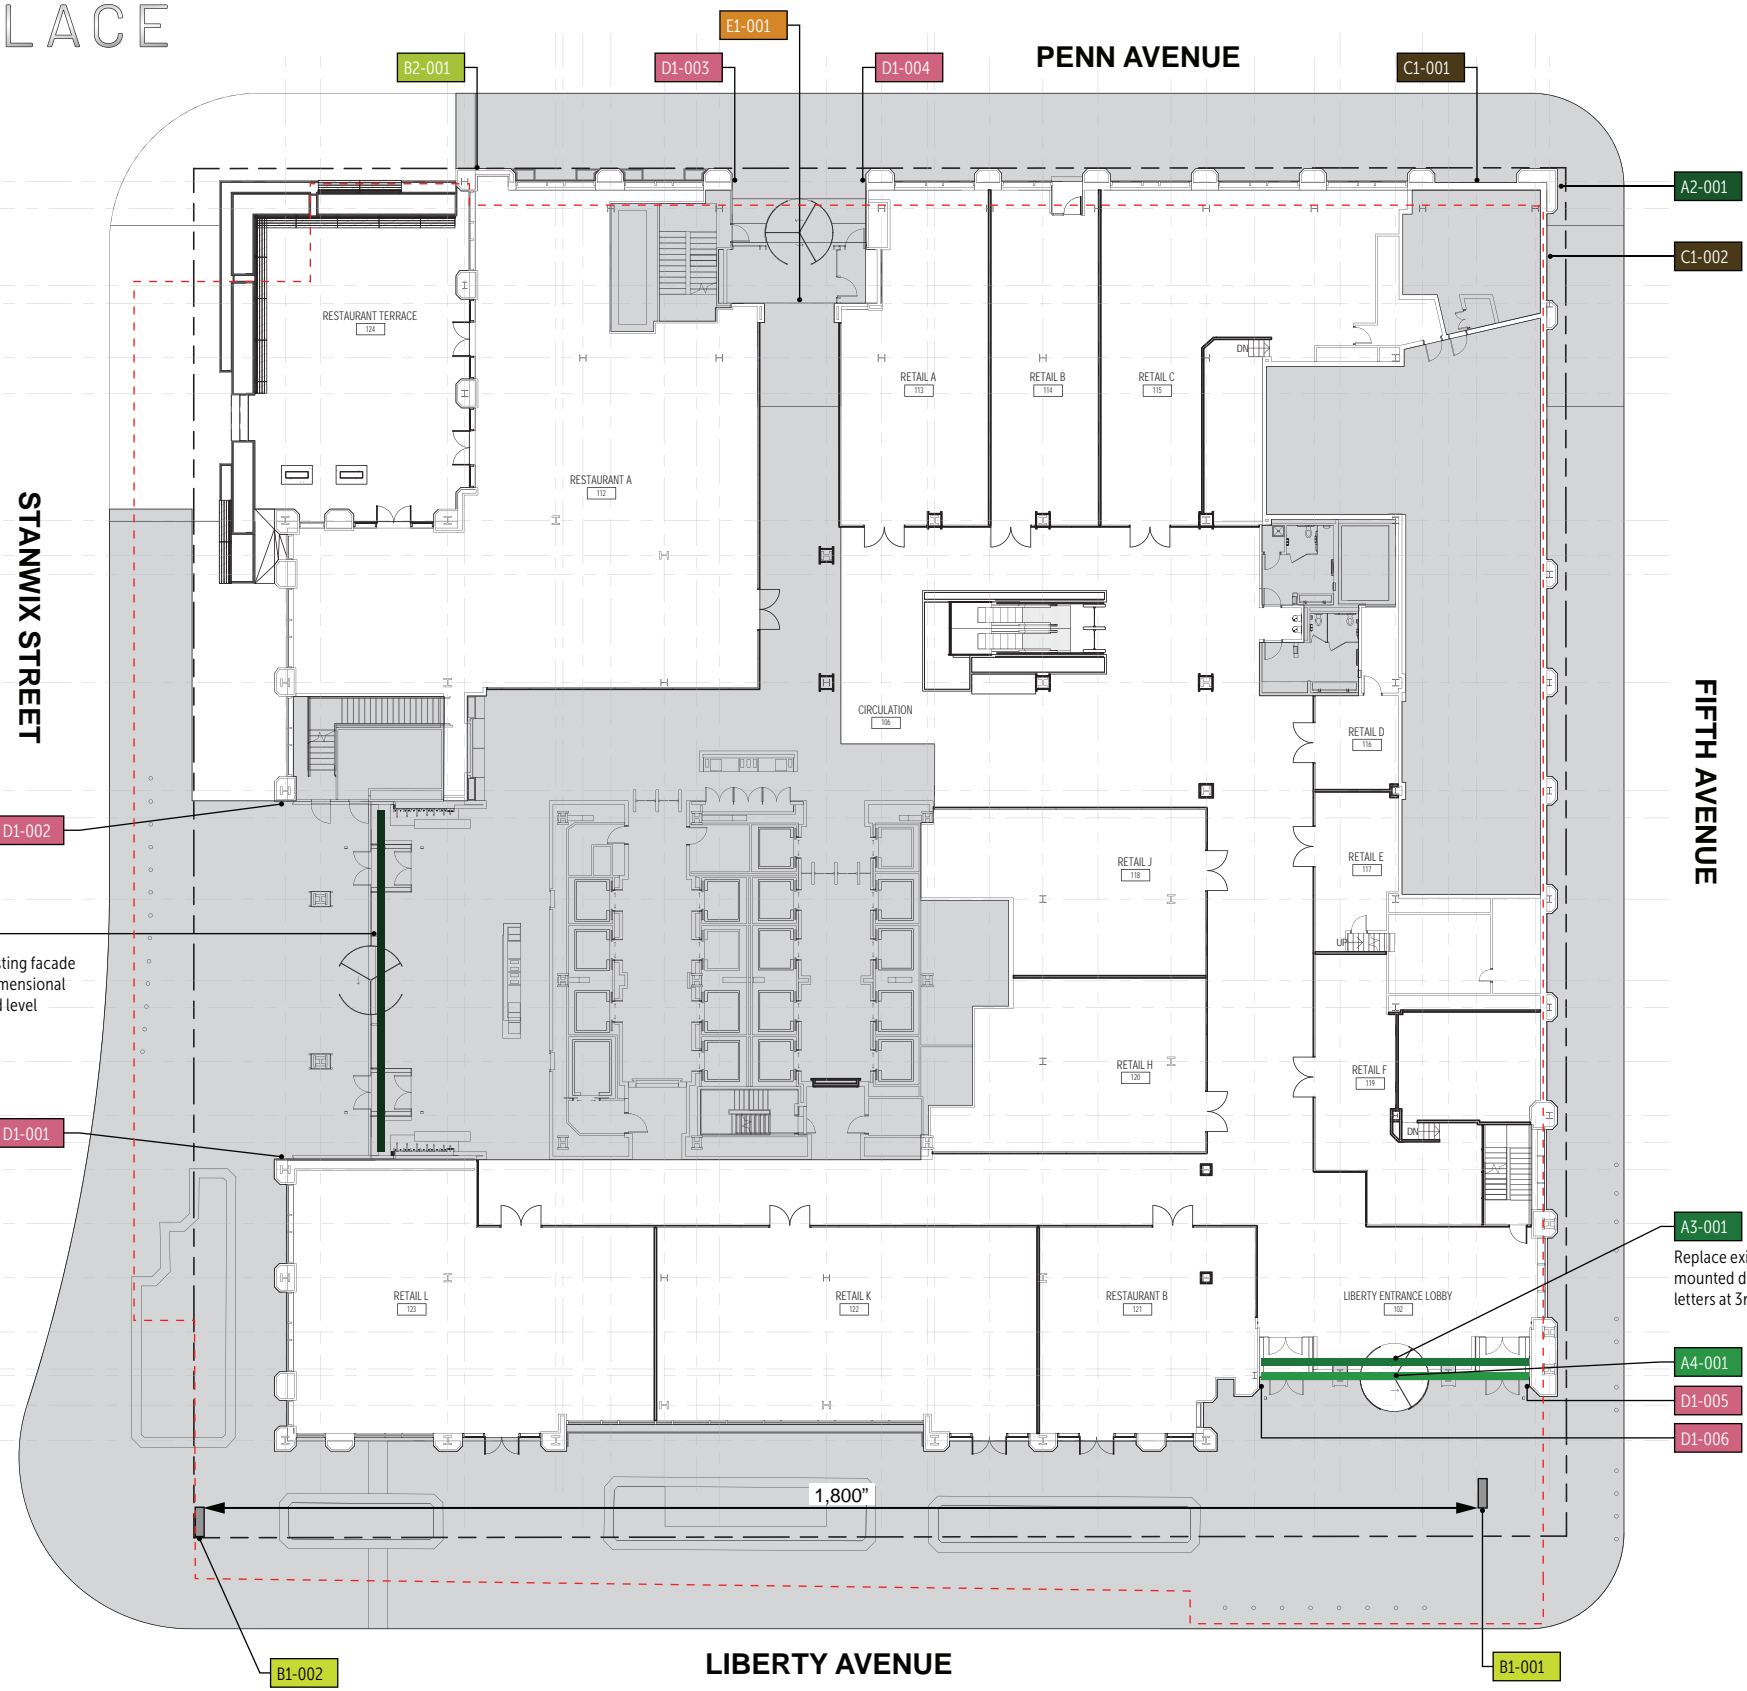 LACE
E1-001
PENN AVENUE
B2-001
D1-003
D1-004
C1-001
A2-001
C1-002
RESTAURANT TERRACE
124
RETAIL A
113
RETAIL B
114
RETAIL C
115
DN
RESTAURANT A
112
STANWIX STREET
FIFTH AVENUE
CIRCULATION
106
RETAIL D
116
D1-002
RETAIL J
118
RETAIL E
117
UP
sting facade
mensional
d level
RETAIL H
120
RETAIL F
119
DN
D1-001
A3-001
Replace exi
mounted d
letters at 3r
RETAIL L
123
RETAIL K
122
RESTAURANT B
121
LIBERTY ENTRANCE LOBBY
102
A4-001
D1-005
D1-006
1,800”
B1-002
LIBERTY AVENUE
B1-001